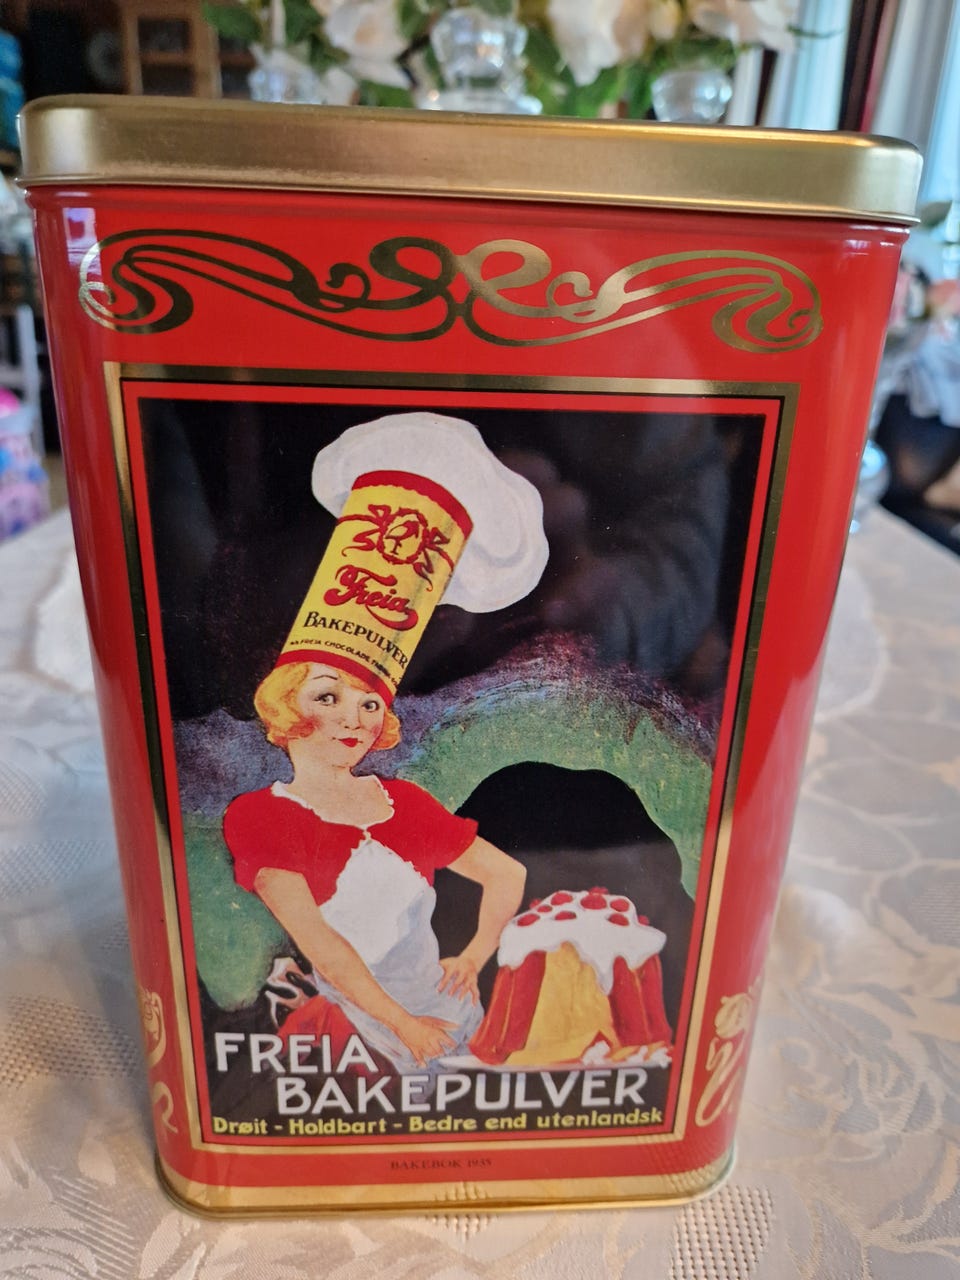 Freia
BAKEPULVER
FREIA
BAKEPULVER
Drøit - Holdbart - Bedre end utenlandsk
BAKEBOK 1935